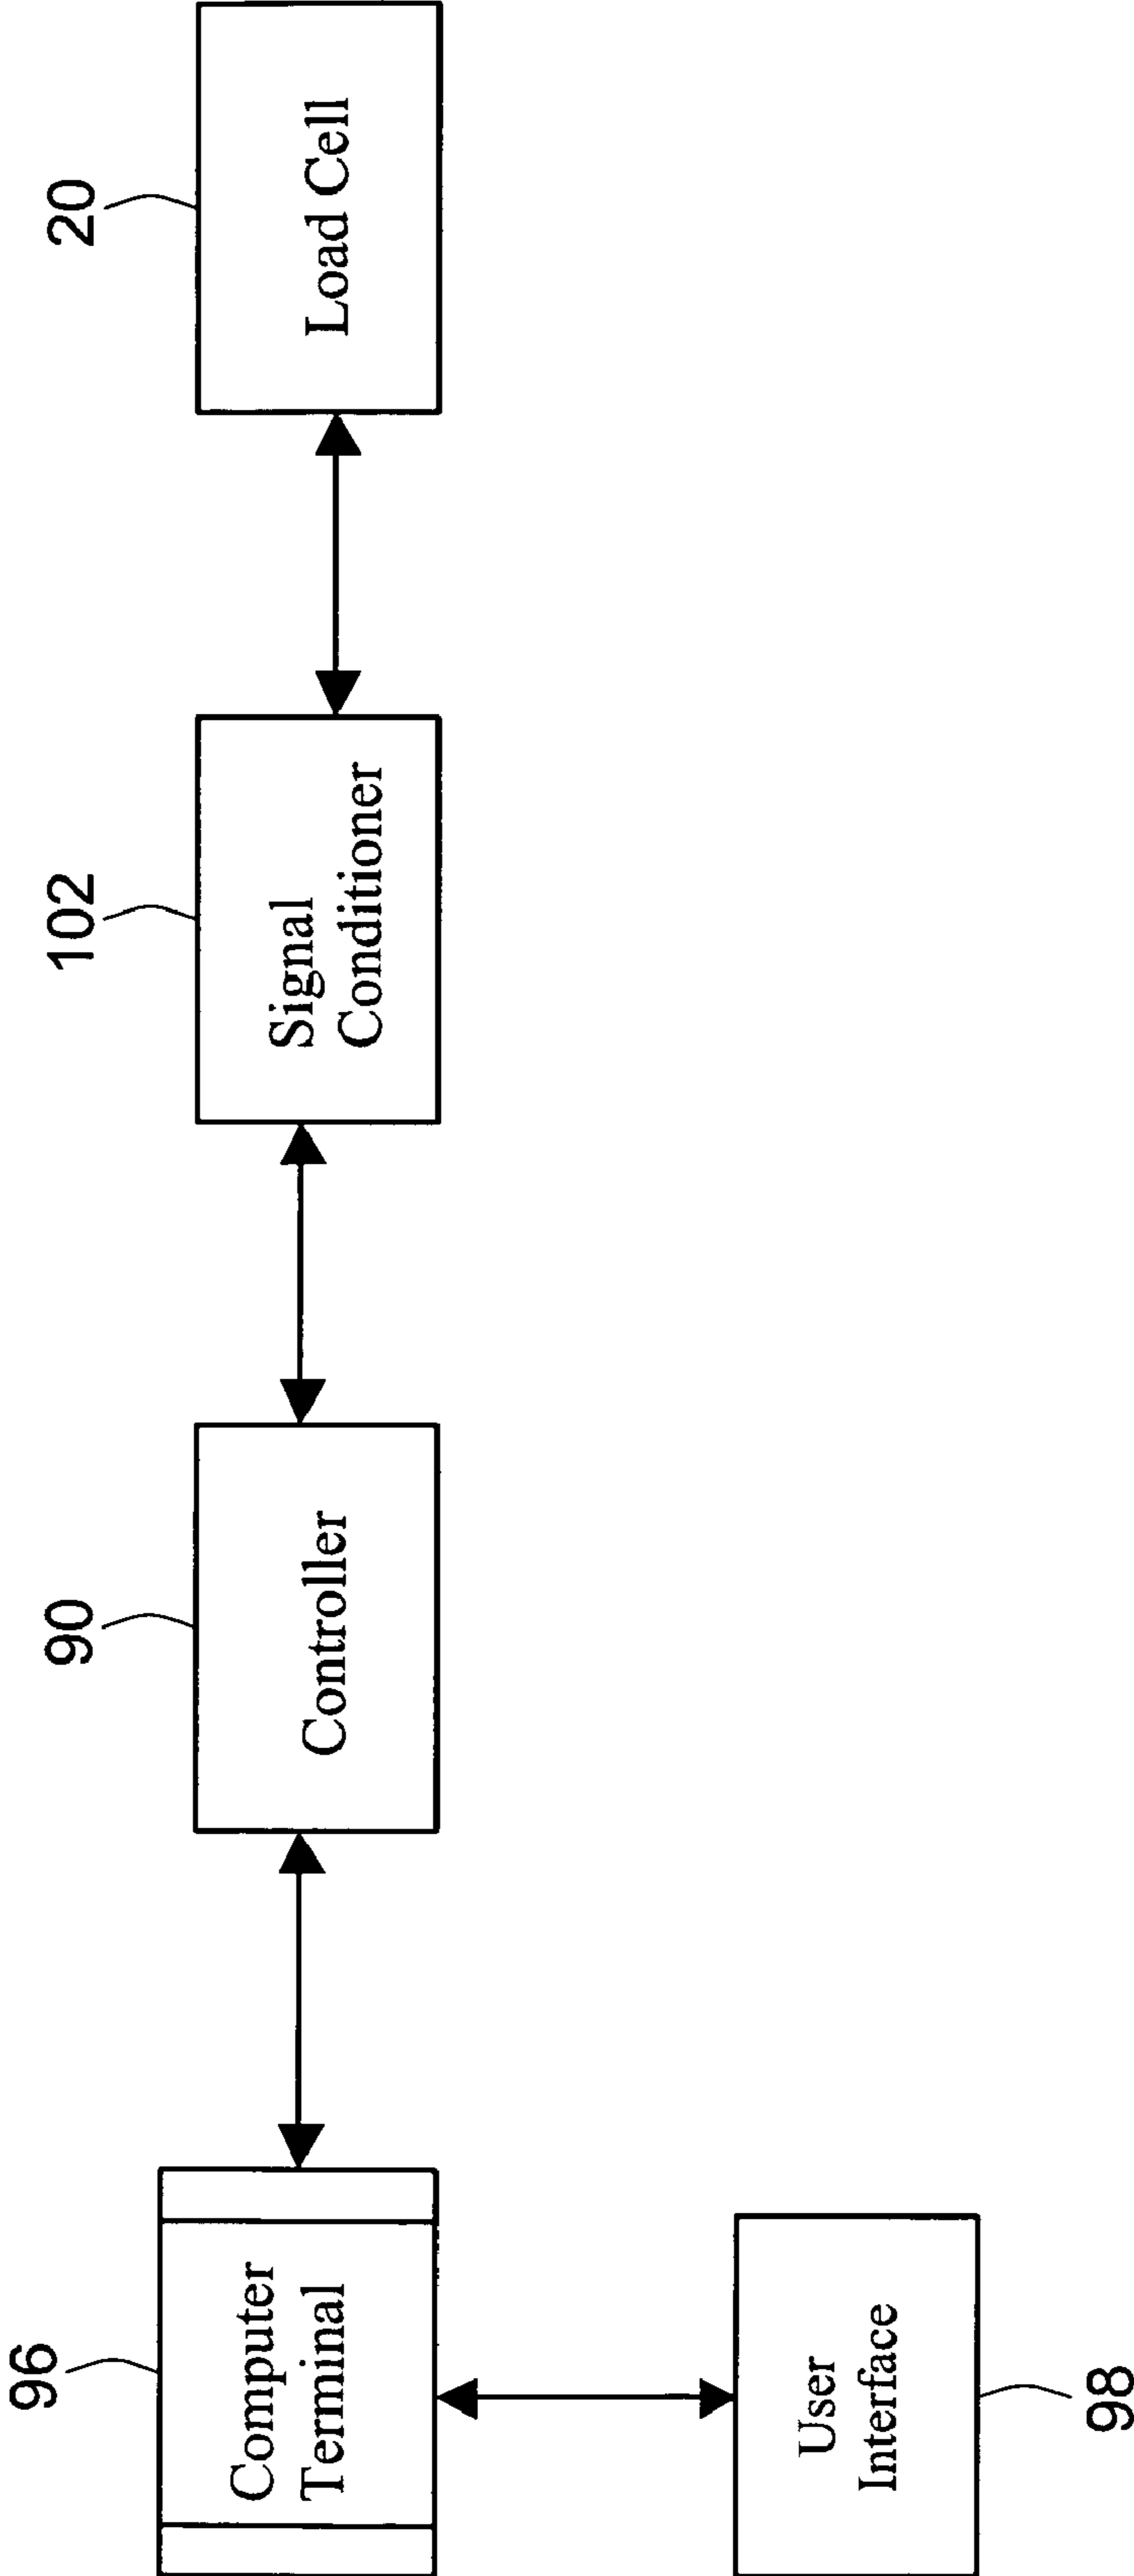 96
Computer
Terminal
90
Controller
102
Signal
Conditioner
20
Load Cell
User
Interface
98